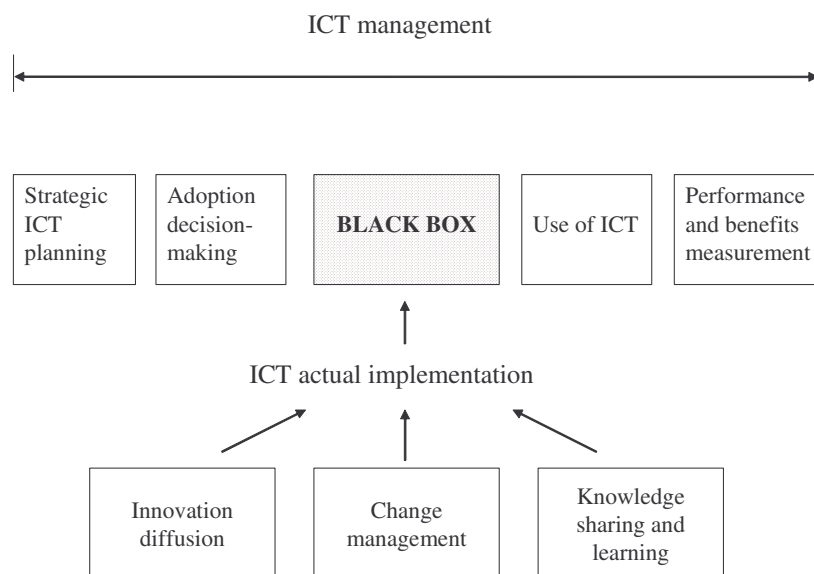 ICT management
Strategic
ICT
planning
Adoption
decision-
making
BLACK BOX
Use of ICT
Performance
and benefits
measurement
ICT actual implementation
Innovation
diffusion
Change
management
Knowledge
sharing and
learning